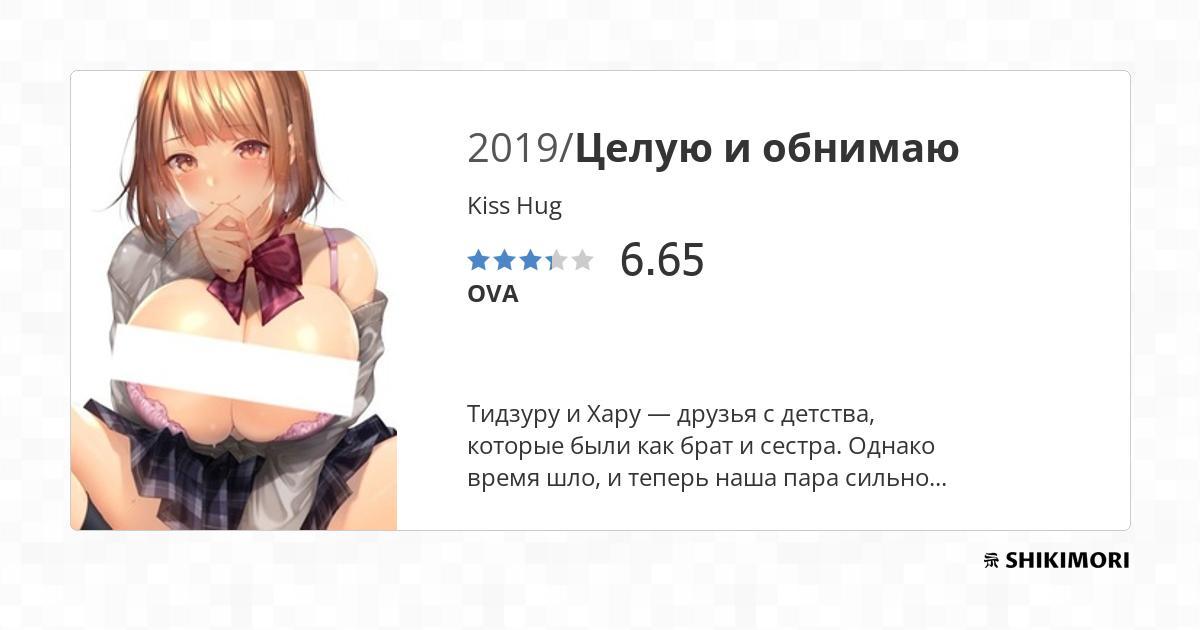 2019/Целую и обнимаю
Kiss Hug
6.65
OVA
Тидзуру и Хару — друзья с детства,
которые были как брат и сестра. Однако
время шло, и теперь наша пара сильно...
SHIKIMORI